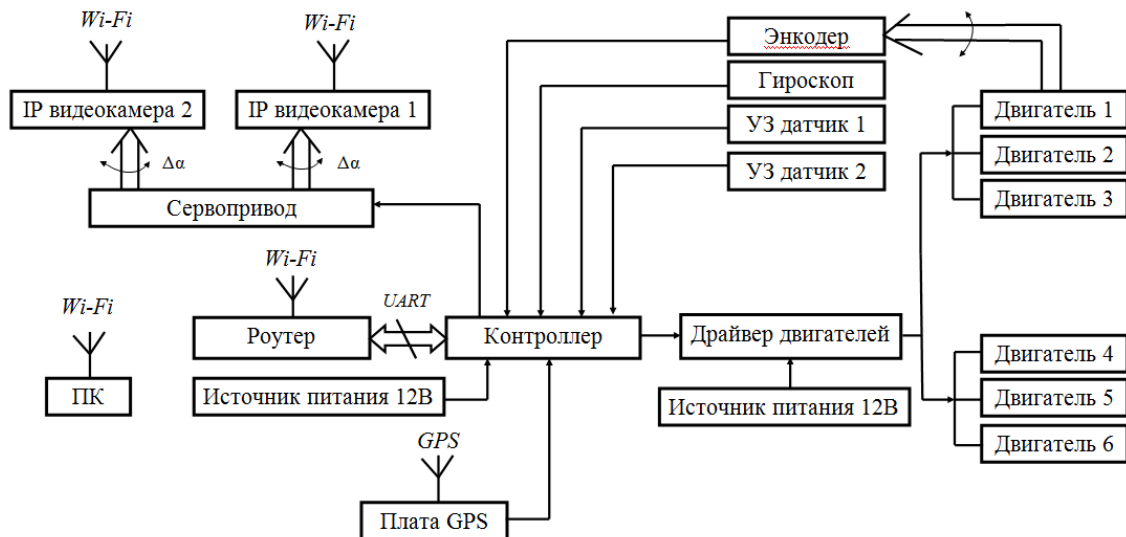 Wi-Fi
Wi-Fi
IP видеокамера 2
IP видеокамера 1
Δα
Δα
Сервопривод
Энкодер
Гироскоп
УЗ датчик 1
УЗ датчик 2
Двигатель 1
Двигатель 2
Двигатель 3
Wi-Fi
Wi-Fi
UART
Роутер
Контроллер
Драйвер двигателей
ПК
Источник питания 12В
Источник питания 12В
Двигатель 4
Двигатель 5
Двигатель 6
GPS
Плата GPS